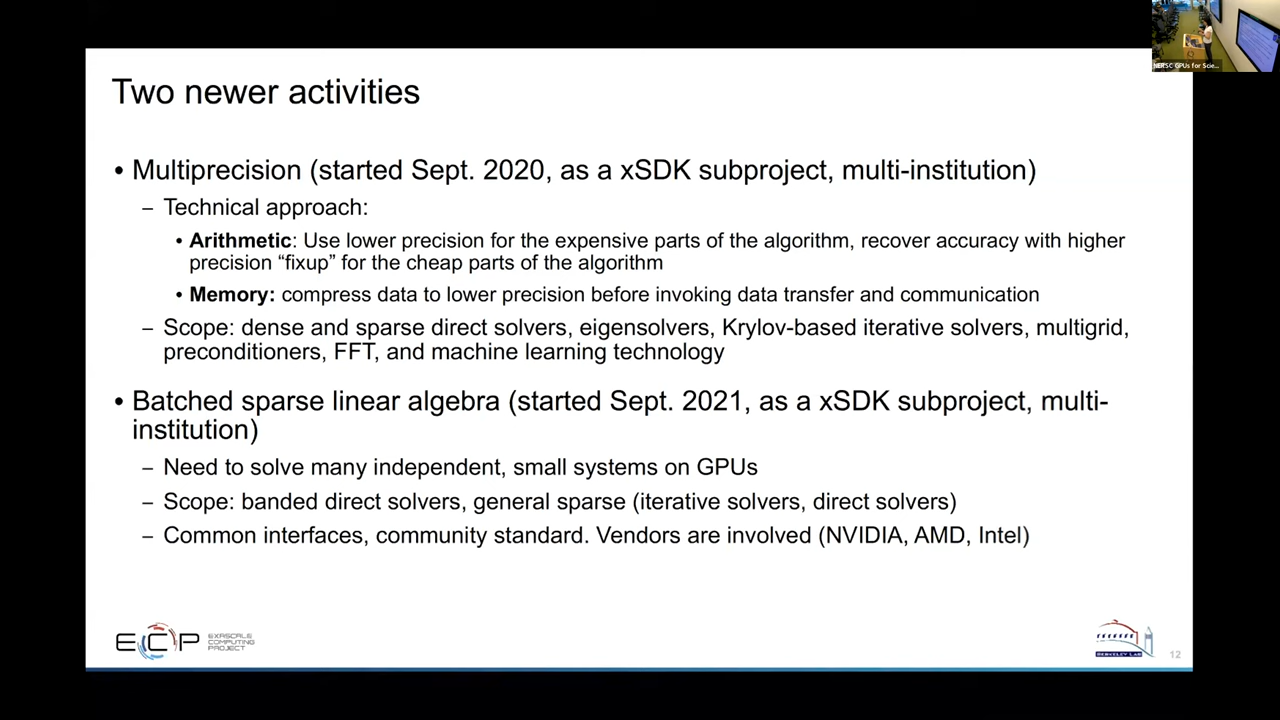 Two newer activities
• Multiprecision (started Sept. 2020, as a xSDK subproject, multi-institution)
– Technical approach:
• Arithmetic: Use lower precision for the expensive parts of the algorithm, recover accuracy with higher
precision “fixup” for the cheap parts of the algorithm
• Memory: compress data to lower precision before invoking data transfer and communication
– Scope: dense and sparse direct solvers, eigensolvers, Krylov-based iterative solvers, multigrid,
preconditioners, FFT, and machine learning technology
• Batched sparse linear algebra (started Sept. 2021, as a xSDK subproject, multi-
institution)
– Need to solve many independent, small systems on GPUs
– Scope: banded direct solvers, general sparse (iterative solvers, direct solvers)
– Common interfaces, community standard. Vendors are involved (NVIDIA, AMD, Intel)
ECP
EXASCALE
COMPUTING
PROJECT
BERKELEY LAB
12
NERSC GPUs for Scie...